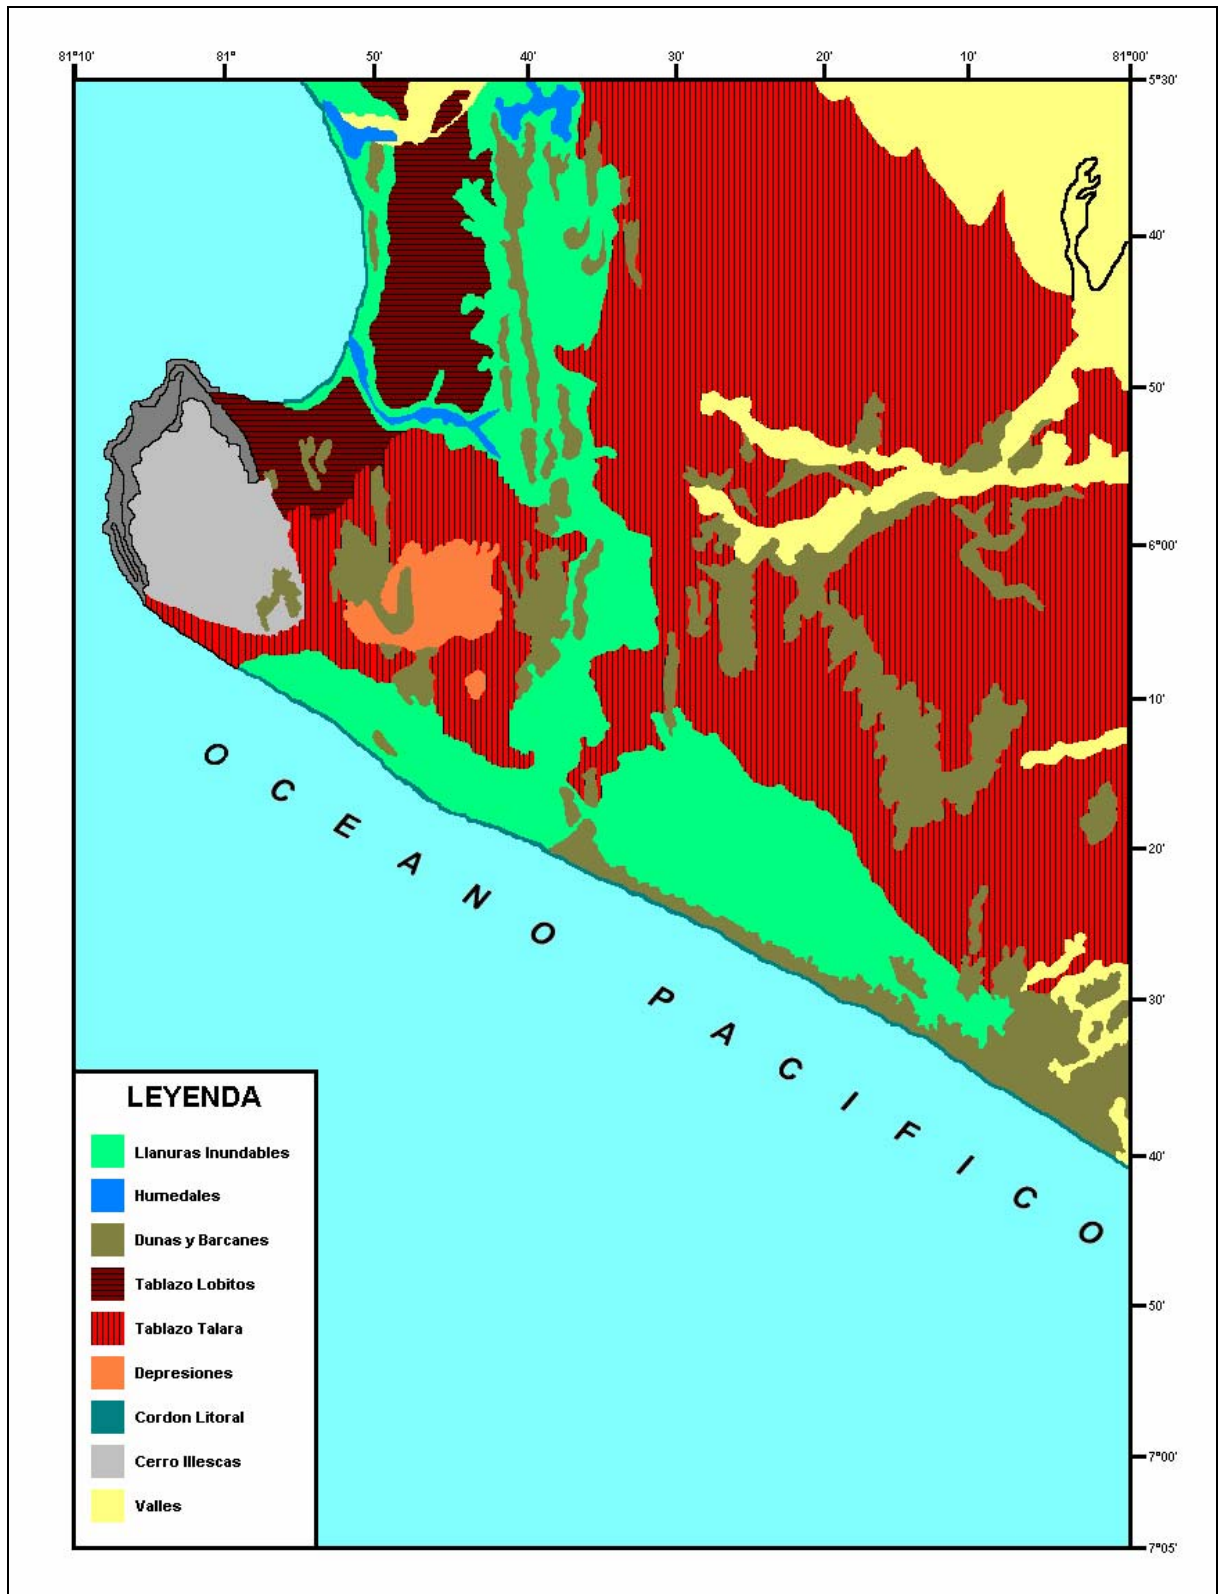 81°10' 81° 50' 40' 30' 20' 10' 81°00'
5°30'
40'
50'
6°00'
10'
20'
30'
40'
50'
7°00'
7°05'
OCEANO PACIFICO
LEYENDA
Llanuras Inundables
Humedales
Dunas y Barcanes
Tablazo Lobitos
Tablazo Talara
Depresiones
Cordon Litoral
Cerro Illescas
Valles